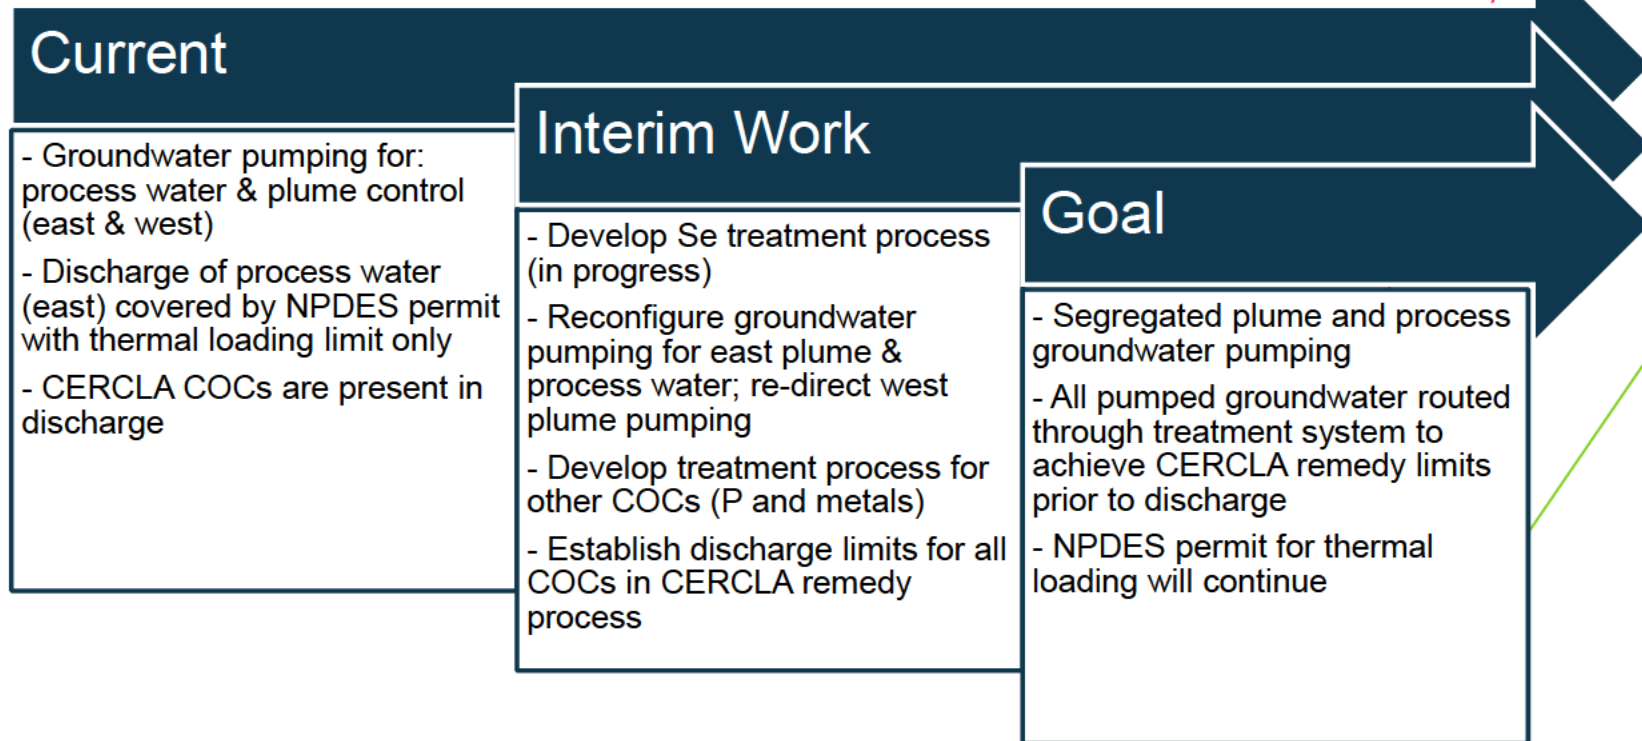 Current
- Groundwater pumping for:
process water & plume control
(east & west)
- Discharge of process water
(east) covered by NPDES permit
with thermal loading limit only
- CERCLA COCs are present in
discharge
Interim Work
- Develop Se treatment process
(in progress)
- Reconfigure groundwater
pumping for east plume &
process water; re-direct west
plume pumping
- Develop treatment process for
other COCs (P and metals)
- Establish discharge limits for all
COCs in CERCLA remedy
process
Goal
- Segregated plume and process
groundwater pumping
- All pumped groundwater routed
through treatment system to
achieve CERCLA remedy limits
prior to discharge
- NPDES permit for thermal
loading will continue